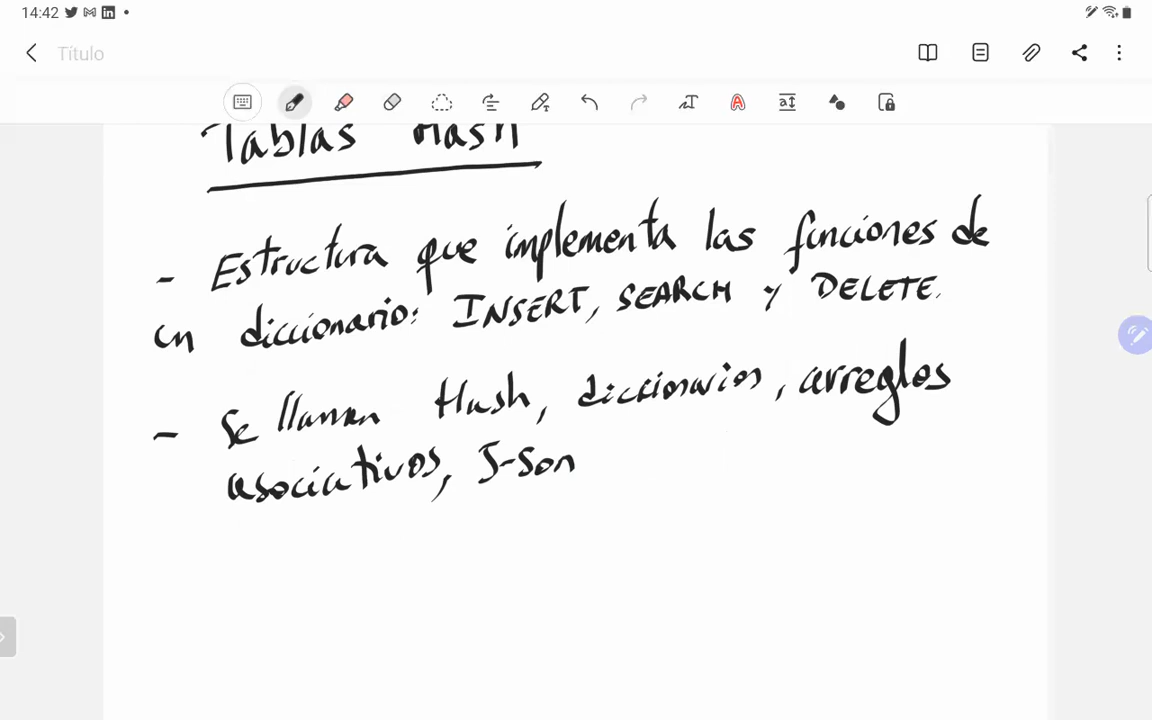 14:42
Título
Tablas Hash
- Estructura que implementa las funciones de
un diccionario: INSERT, SEARCH y DELETE.
- Se llaman Hash, diccionarios, arreglos
asociativos, J-son